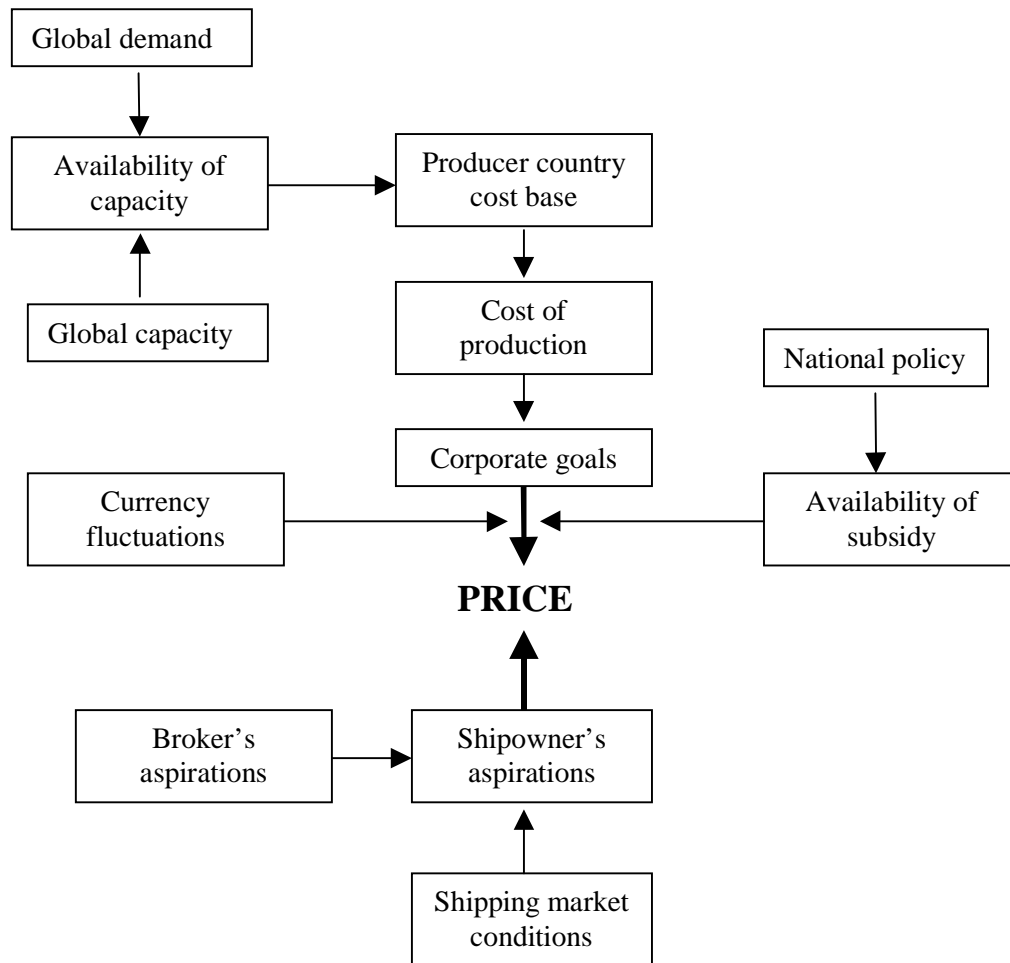 Global demand
Availability of
capacity
Producer country
cost base
Global capacity
Cost of
production
National policy
Corporate goals
Currency
fluctuations
Availability of
subsidy
PRICE
Broker’s
aspirations
Shipowner’s
aspirations
Shipping market
conditions